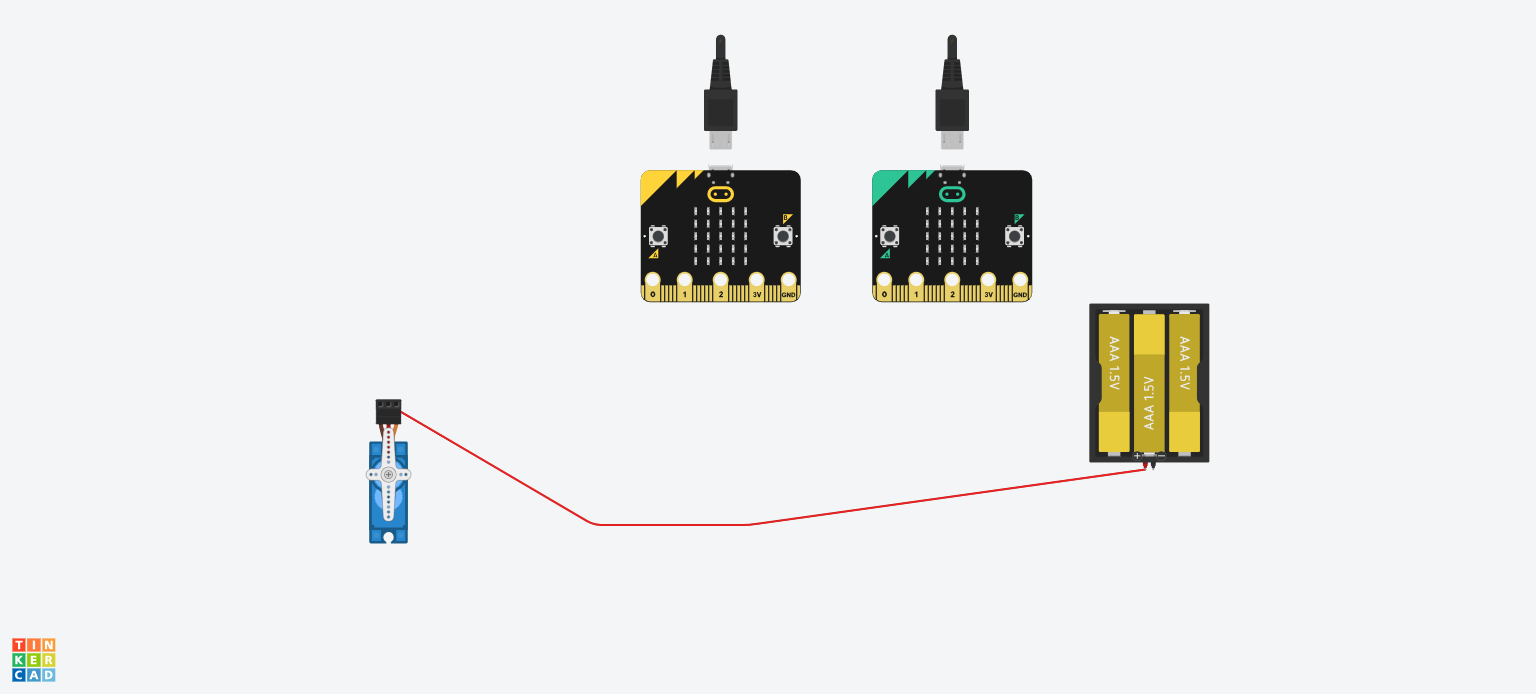 B
B
A
A
0 1 2 3V GND
0 1 2 3V GND
AAA 1.5V
AAA 1.5V
AAA 1.5V
+ −
TIN
KER
CAD